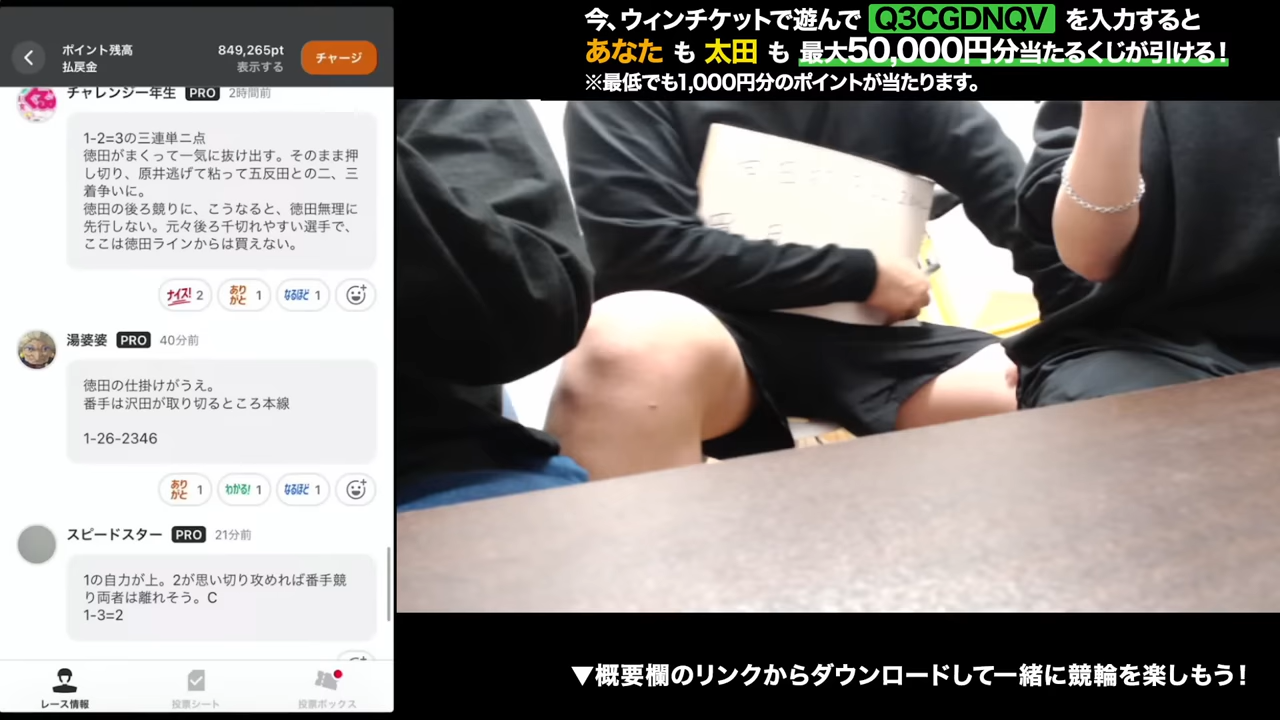 ポイント残高
849,265pt
チャージ
払戻金
表示する
チャレンジ一年生 PRO 2時間前
1-2=3の三連単ニ点
徳田がまくって一気に抜け出す。そのまま押
し切り、原井逃げて粘って五反田との二、三
着争いに。
徳田の後ろ競りに、こうなると、徳田無理に
先行しない。元々後ろ千切れやすい選手で、
ここは徳田ラインからは買えない。
ナイス! 2
ありがと 1
なるほど 1
湯婆婆 PRO 40分前
徳田の仕掛けがうえ。
番手は沢田が取り切るところ本線
1-26-2346
ありがと 1
わかる! 1
なるほど 1
スピードスター PRO 21分前
1の自力が上。2が思い切り攻めれば番手競
り両者は離れそう。C
1-3=2
レース情報
投票シート
投票ボックス
今、ウィンチケットで遊んで Q3CGDNQV を入力すると
あなた も 太田 も 最大50,000円分当たるくじが引ける!
※最低でも1,000円分のポイントが当たります。
▼概要欄のリンクからダウンロードして一緒に競輪を楽しもう!